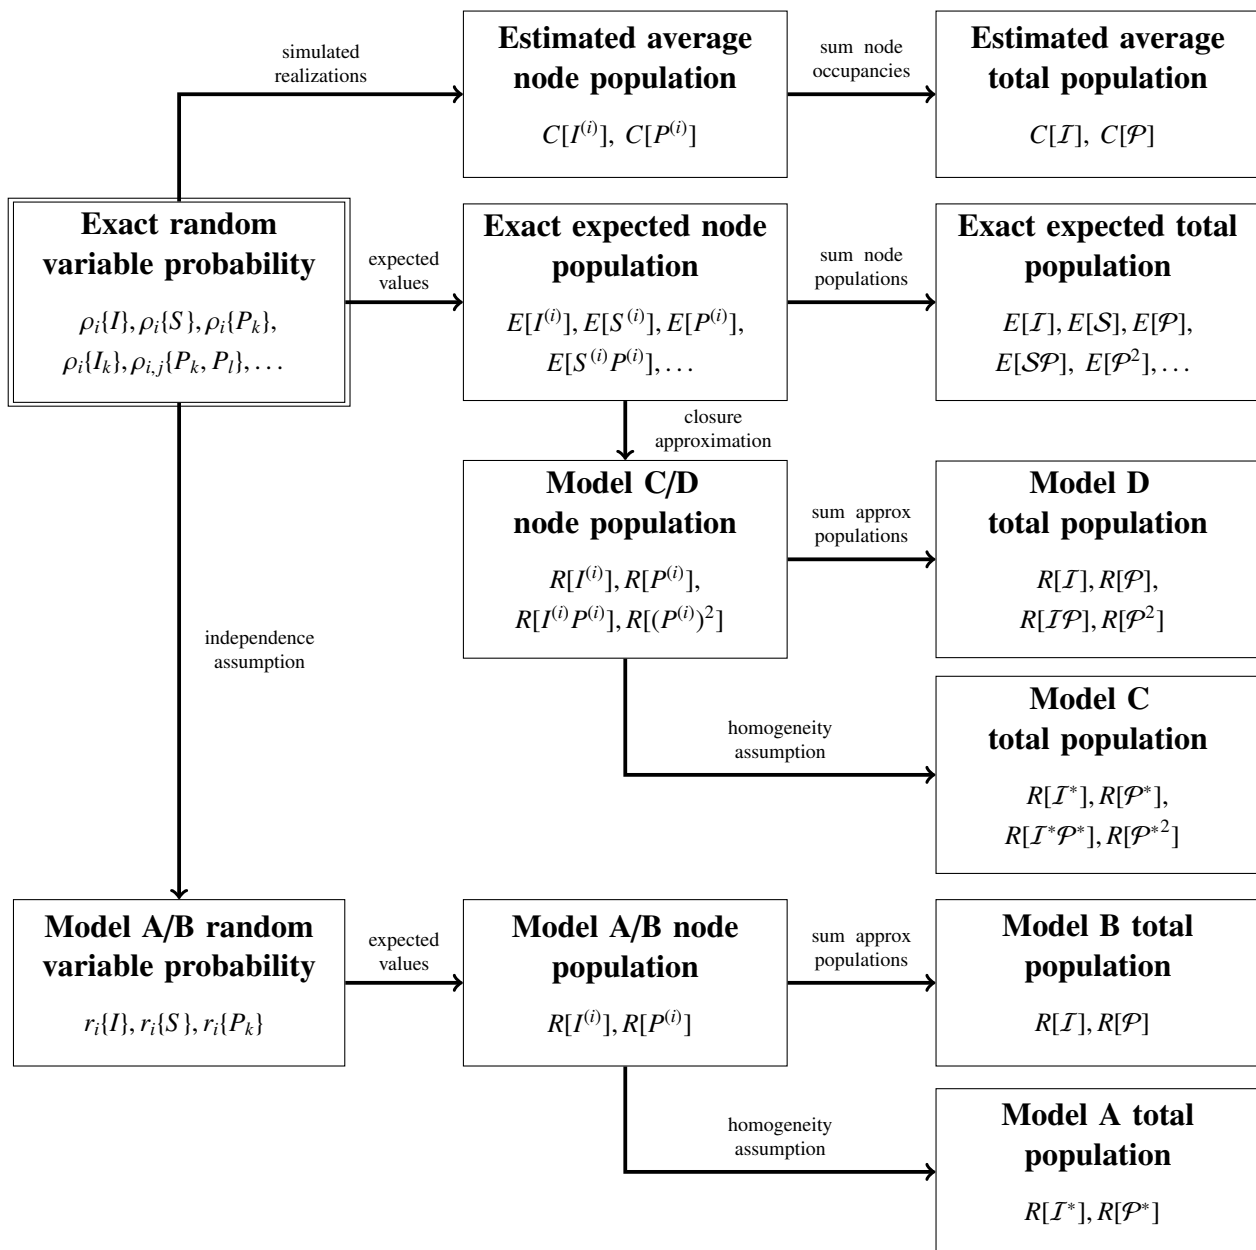 simulated
realizations
Estimated average
node population
C[I^{(i)}], C[P^{(i)}]
sum node
occupancies
Estimated average
total population
C[ℐ], C[𝒫]
Exact random
variable probability
ρ_i{I}, ρ_i{S}, ρ_i{P_k},
ρ_i{I_k}, ρ_{i,j}{P_k, P_l}, . . .
expected
values
Exact expected node
population
E[I^{(i)}], E[S^{(i)}], E[P^{(i)}],
E[S^{(i)}P^{(i)}], . . .
sum node
populations
Exact expected total
population
E[ℐ], E[𝒮], E[𝒫],
E[𝒮𝒫], E[𝒫^2], . . .
closure
approximation
Model C/D
node population
R[I^{(i)}], R[P^{(i)}],
R[I^{(i)}P^{(i)}], R[(P^{(i)})^2]
sum approx
populations
Model D
total population
R[ℐ], R[𝒫],
R[ℐ𝒫], R[𝒫^2]
independence
assumption
homogeneity
assumption
Model C
total population
R[ℐ^*], R[𝒫^*],
R[ℐ^*𝒫^*], R[𝒫^{*2}]
Model A/B random
variable probability
r_i{I}, r_i{S}, r_i{P_k}
expected
values
Model A/B node
population
R[I^{(i)}], R[P^{(i)}]
sum approx
populations
Model B total
population
R[ℐ], R[𝒫]
homogeneity
assumption
Model A total
population
R[ℐ^*], R[𝒫^*]